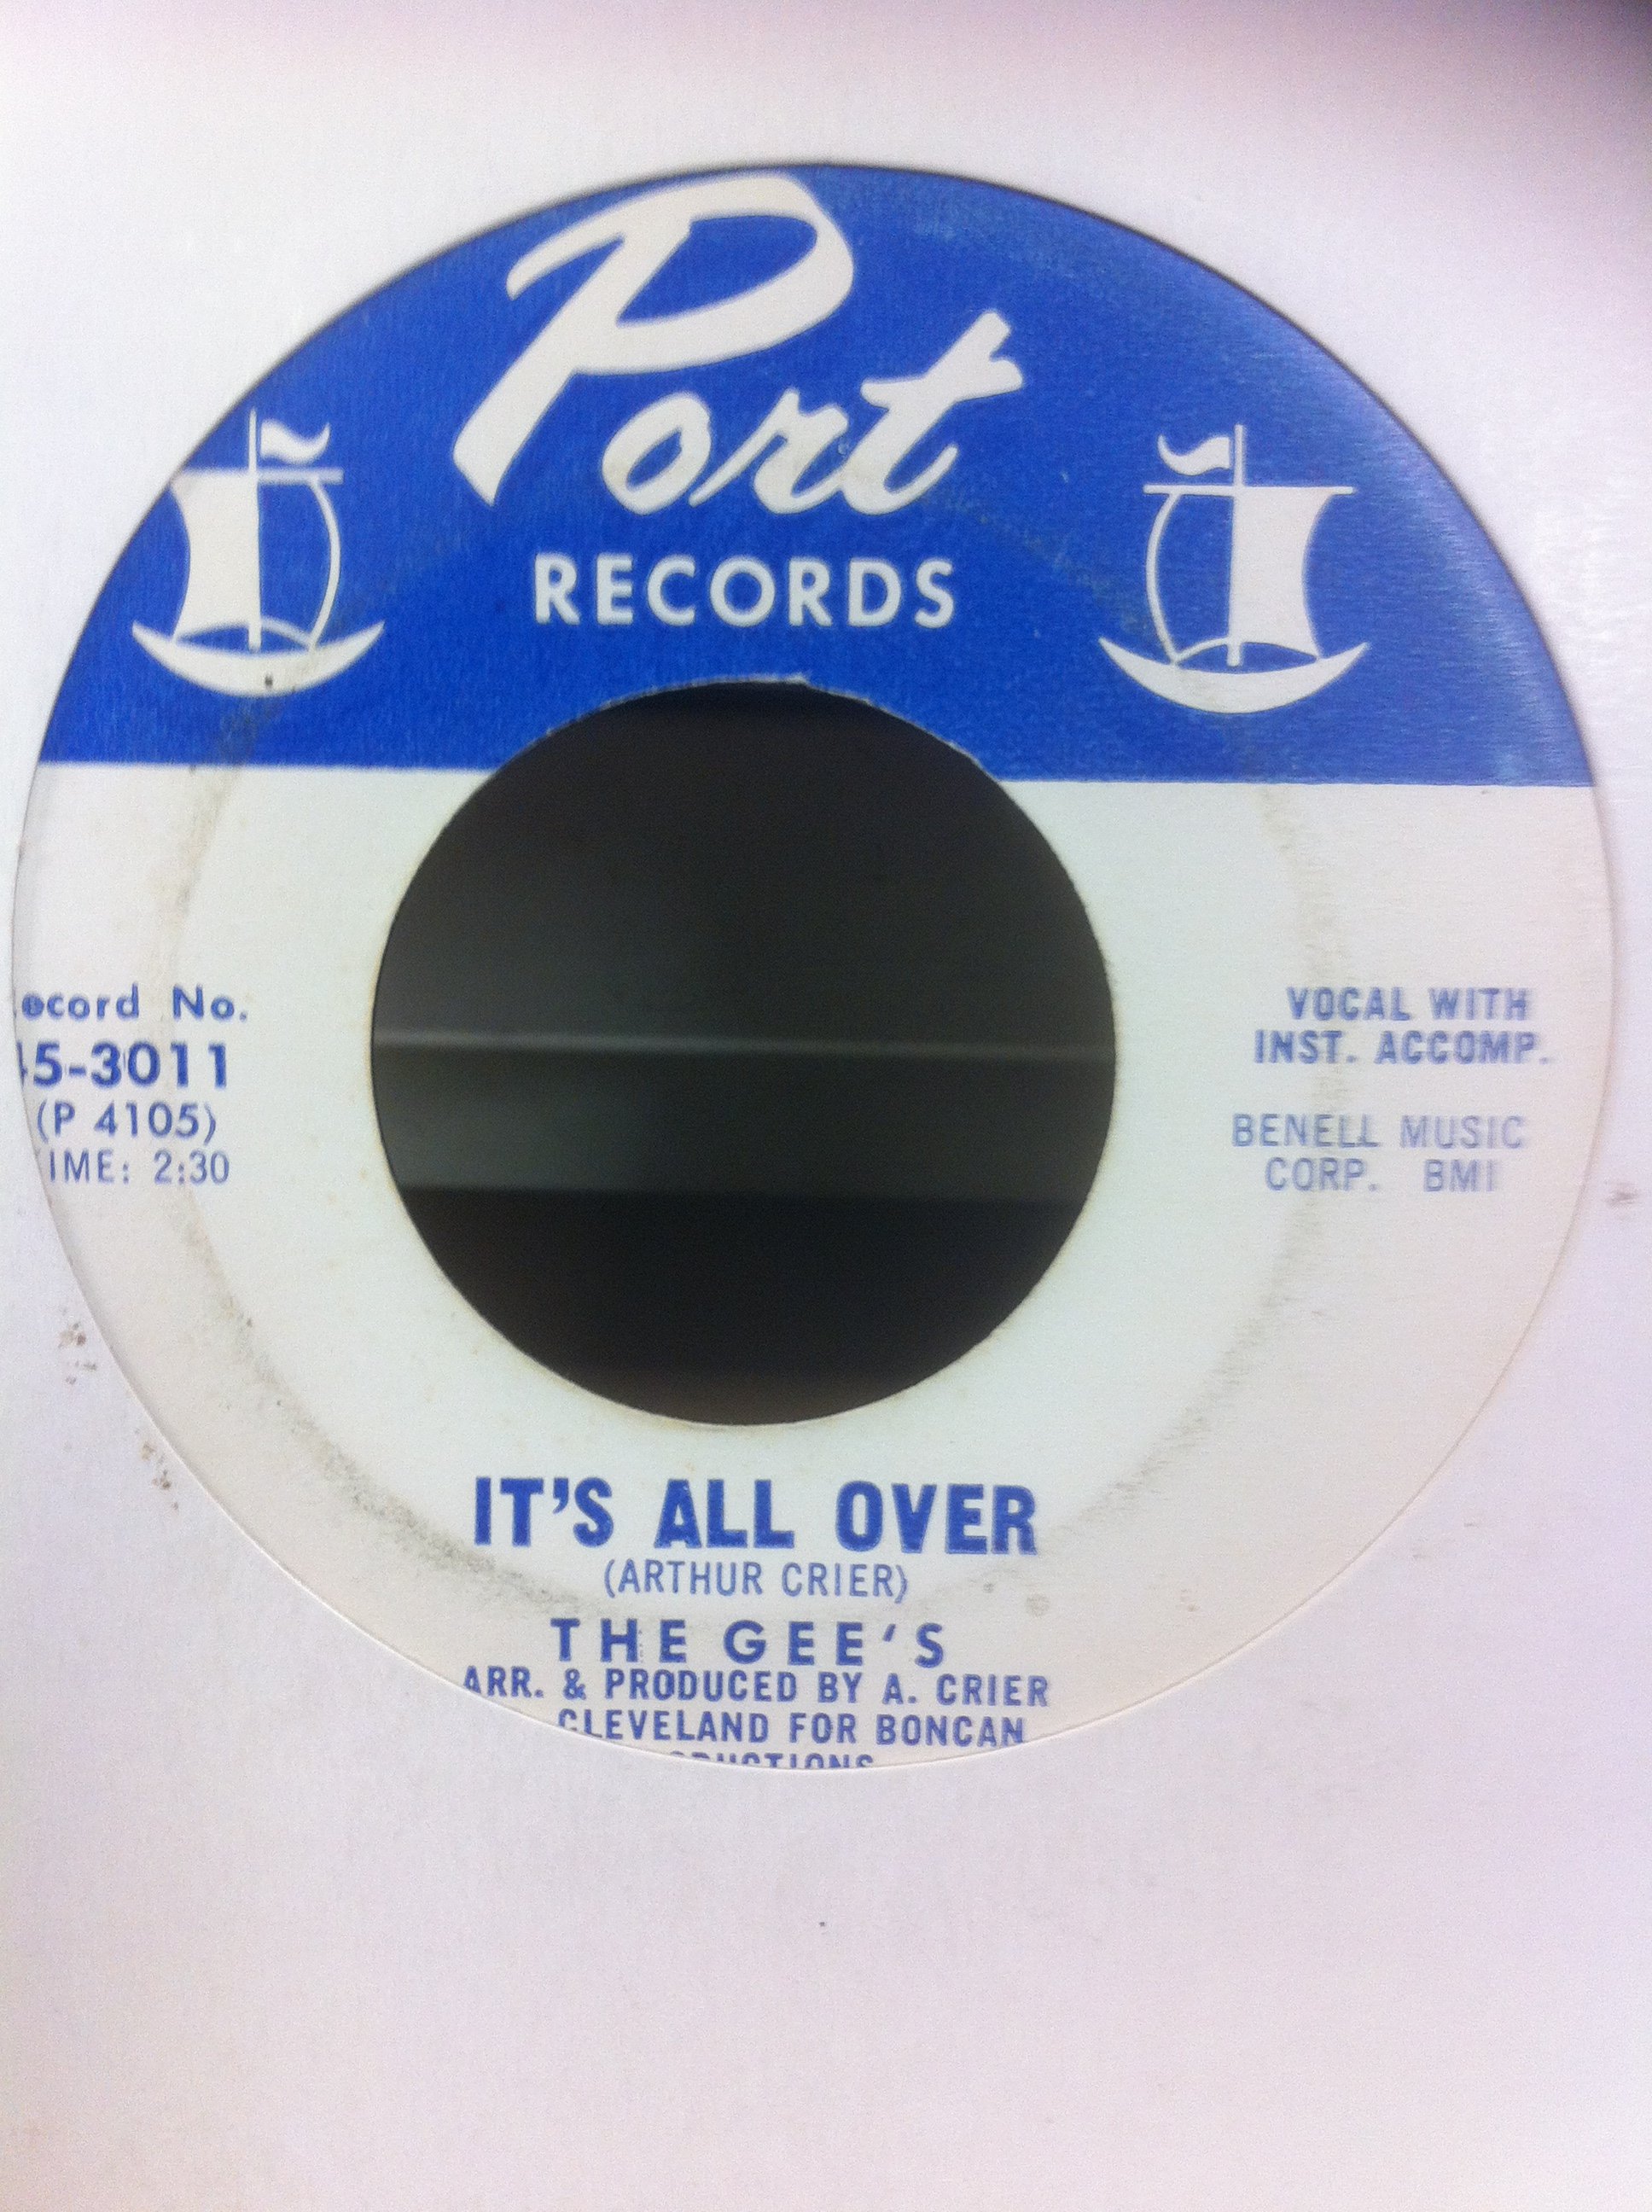 Port
RECORDS
ecord No.
5-3011
(P 4105)
IME: 2:30
VOCAL WITH
INST. ACCOMP.
BENELL MUSIC
CORP. BMI
IT'S ALL OVER
(ARTHUR CRIER)
THE GEE'S
ARR. & PRODUCED BY A. CRIER
CLEVELAND FOR BONCAN